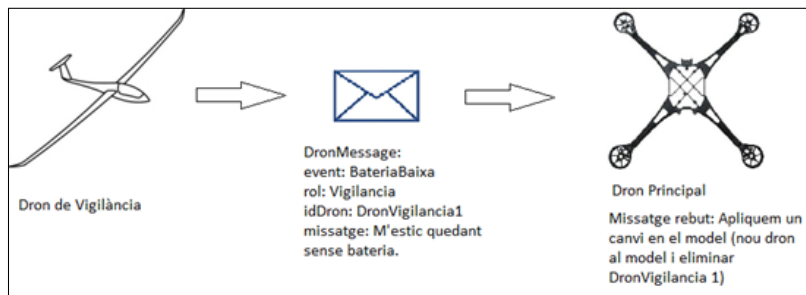 Dron de Vigilància
DronMessage:
event: BateriaBaixa
rol: Vigilancia
idDron: DronVigilancia1
missatge: M'estic quedant
sense bateria.
Dron Principal
Missatge rebut: Apliquem un
canvi en el model (nou dron
al model i eliminar
DronVigilancia 1)